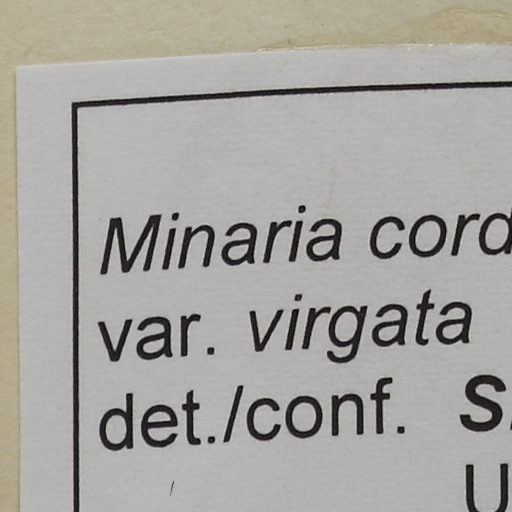 Minaria cord
var. virgata
det./conf. S.
U